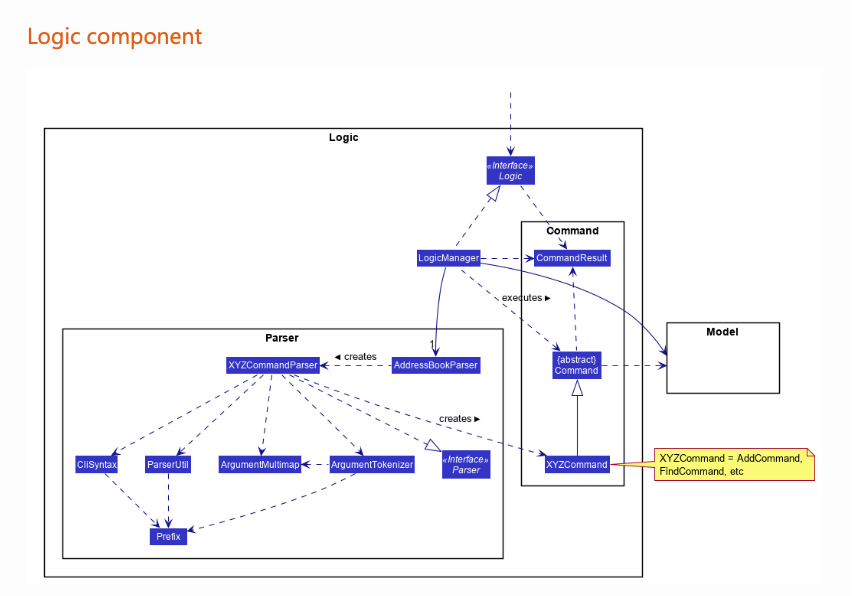 Logic component
Logic
«Interface»
Logic
Command
LogicManager
CommandResult
executes ►
Model
Parser
1
◄ creates
XYZCommandParser
AddressBookParser
{abstract}
Command
creates ►
CliSyntax
ParserUtil
ArgumentMultimap
ArgumentTokenizer
«Interface»
Parser
XYZCommand
XYZCommand = AddCommand,
FindCommand, etc
Prefix